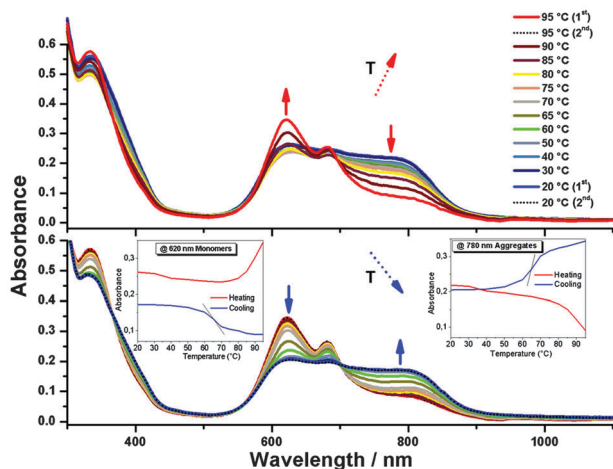 0.6
0.5
0.4
0.3
0.2
0.1
0.0
T
95 °C (1st)
95 °C (2nd)
90 °C
85 °C
80 °C
75 °C
70 °C
65 °C
60 °C
50 °C
40 °C
30 °C
20 °C (1st)
20 °C (2nd)
Absorbance
0.6
0.5
0.4
0.3
0.2
0.1
0.0
@ 620 nm Monomers
Absorbance
0,3
0,2
0,1
Heating
Cooling
20 30 40 50 60 70 80 90
Temperature (°C)
T
@ 780 nm Aggregates
Absorbance
0,3
0,2
0,1
Heating
Cooling
20 30 40 50 60 70 80 90
Temperature (°C)
400 600 800 1000
Wavelength / nm